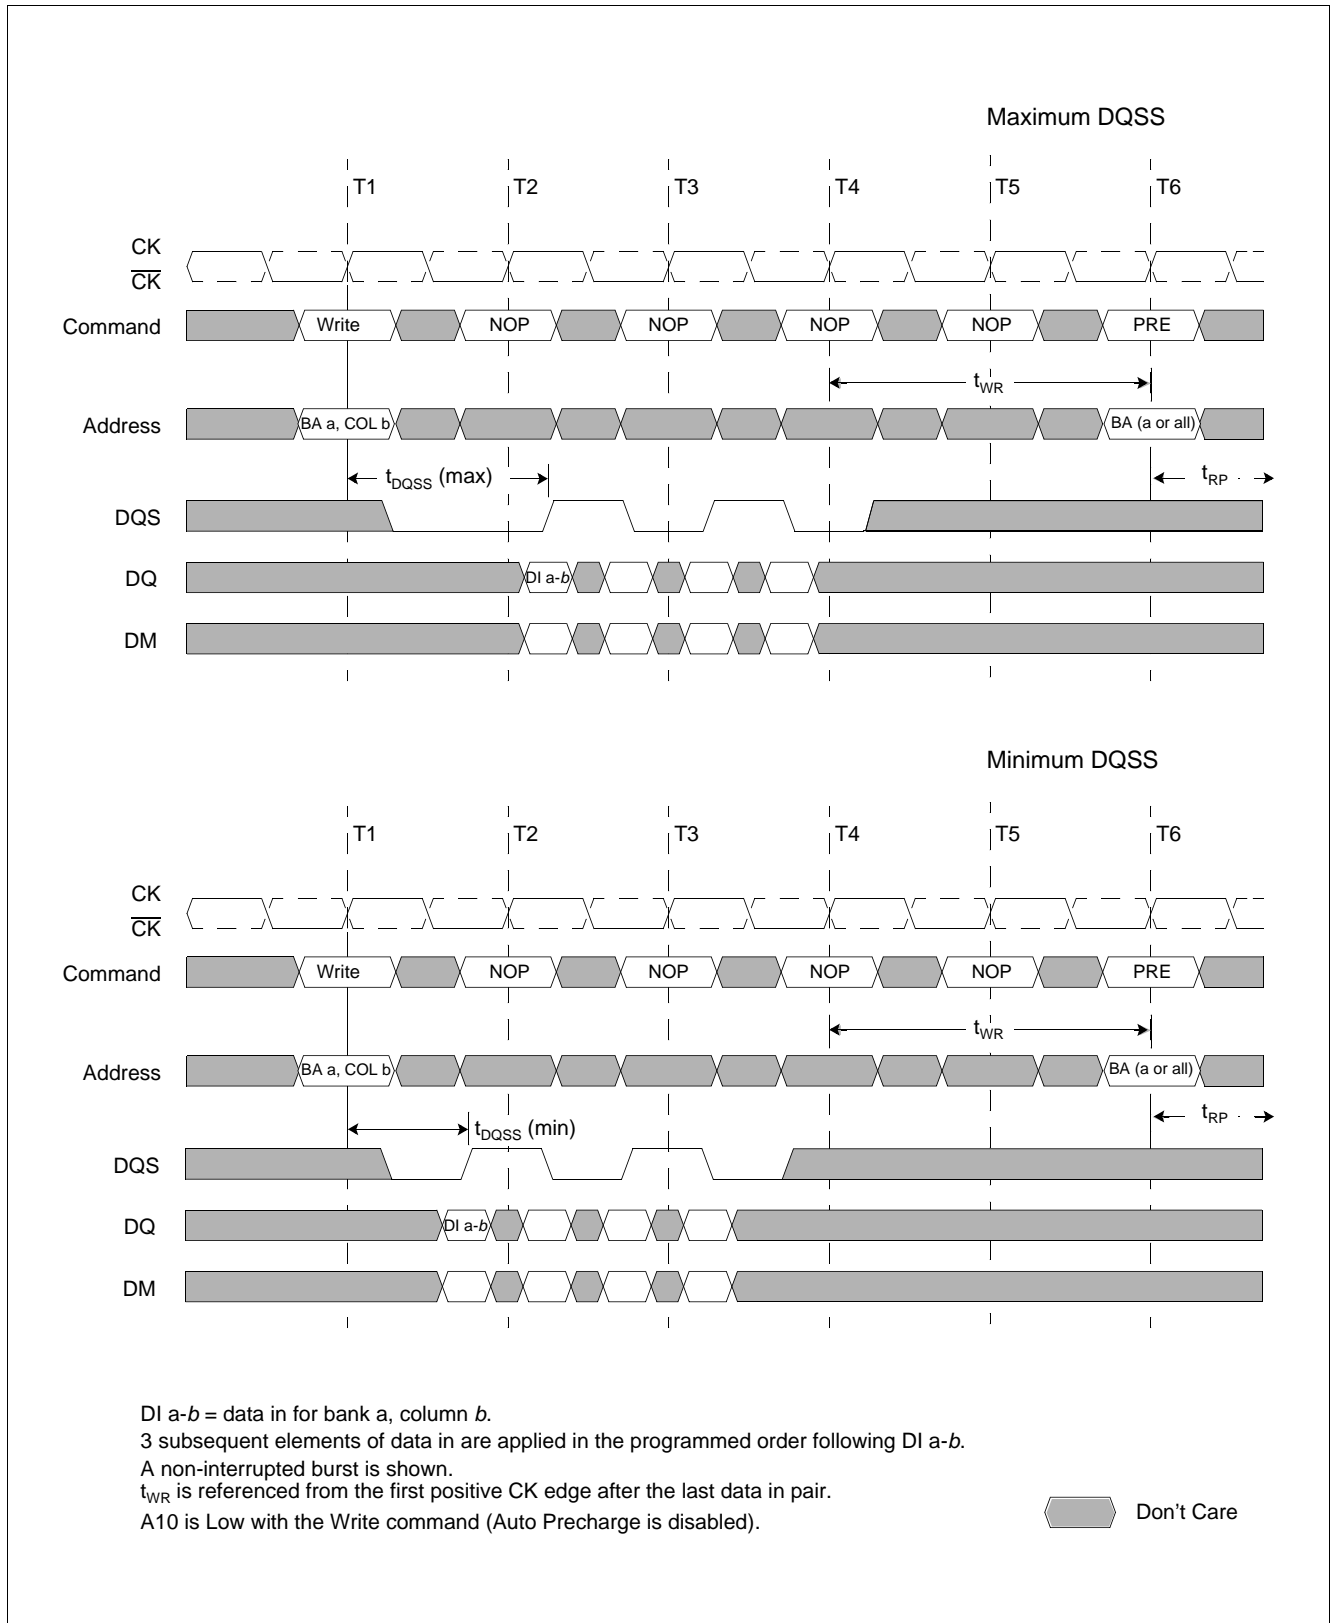 Maximum DQSS
T1 T2 T3 T4 T5 T6
CK
CK
Command Write NOP NOP NOP NOP PRE
tWR
Address BA a, COL b BA (a or all)
tDQSS (max) tRP
DQS
DQ DI a-b
DM
Minimum DQSS
T1 T2 T3 T4 T5 T6
CK
CK
Command Write NOP NOP NOP NOP PRE
tWR
Address BA a, COL b BA (a or all)
tDQSS (min) tRP
DQS
DQ DI a-b
DM
DI a-b = data in for bank a, column b.
3 subsequent elements of data in are applied in the programmed order following DI a-b.
A non-interrupted burst is shown.
tWR is referenced from the first positive CK edge after the last data in pair.
A10 is Low with the Write command (Auto Precharge is disabled).
Don't Care